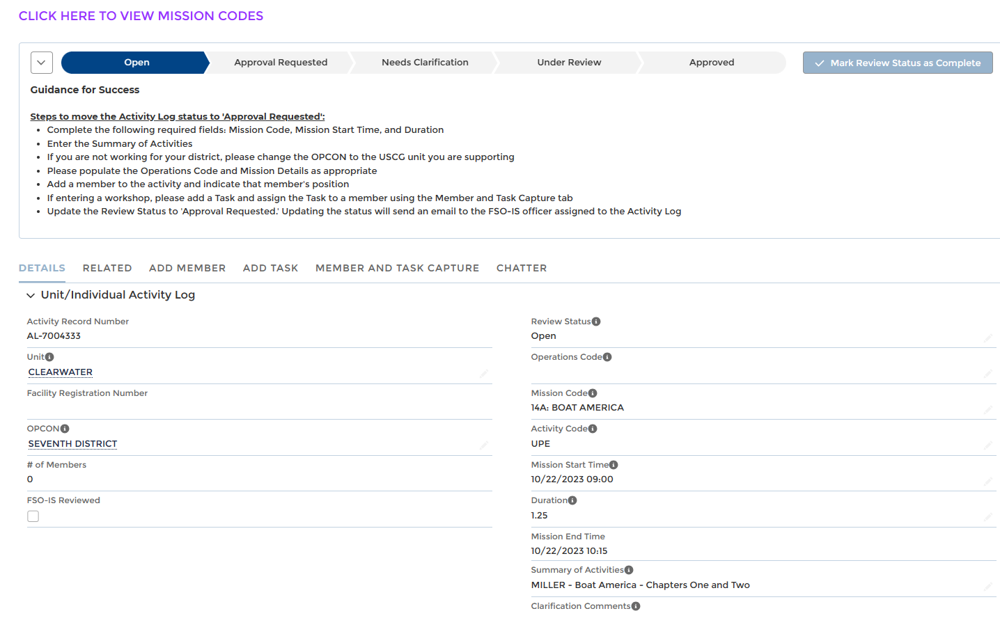 CLICK HERE TO VIEW MISSION CODES
Open
Approval Requested
Needs Clarification
Under Review
Approved
Mark Review Status as Complete
Guidance for Success
Steps to move the Activity Log status to 'Approval Requested':
• Complete the following required fields: Mission Code, Mission Start Time, and Duration
• Enter the Summary of Activities
• If you are not working for your district, please change the OPCON to the USCG unit you are supporting
• Please populate the Operations Code and Mission Details as appropriate
• Add a member to the activity and indicate that member's position
• If entering a workshop, please add a Task and assign the Task to a member using the Member and Task Capture tab
• Update the Review Status to 'Approval Requested.' Updating the status will send an email to the FSO-IS officer assigned to the Activity Log
DETAILS
RELATED
ADD MEMBER
ADD TASK
MEMBER AND TASK CAPTURE
CHATTER
Unit/Individual Activity Log
Activity Record Number
AL-7004333
Unit
CLEARWATER
Facility Registration Number
OPCON
SEVENTH DISTRICT
# of Members
0
FSO-IS Reviewed
Review Status
Open
Operations Code
Mission Code
14A: BOAT AMERICA
Activity Code
UPE
Mission Start Time
10/22/2023 09:00
Duration
1.25
Mission End Time
10/22/2023 10:15
Summary of Activities
MILLER - Boat America - Chapters One and Two
Clarification Comments